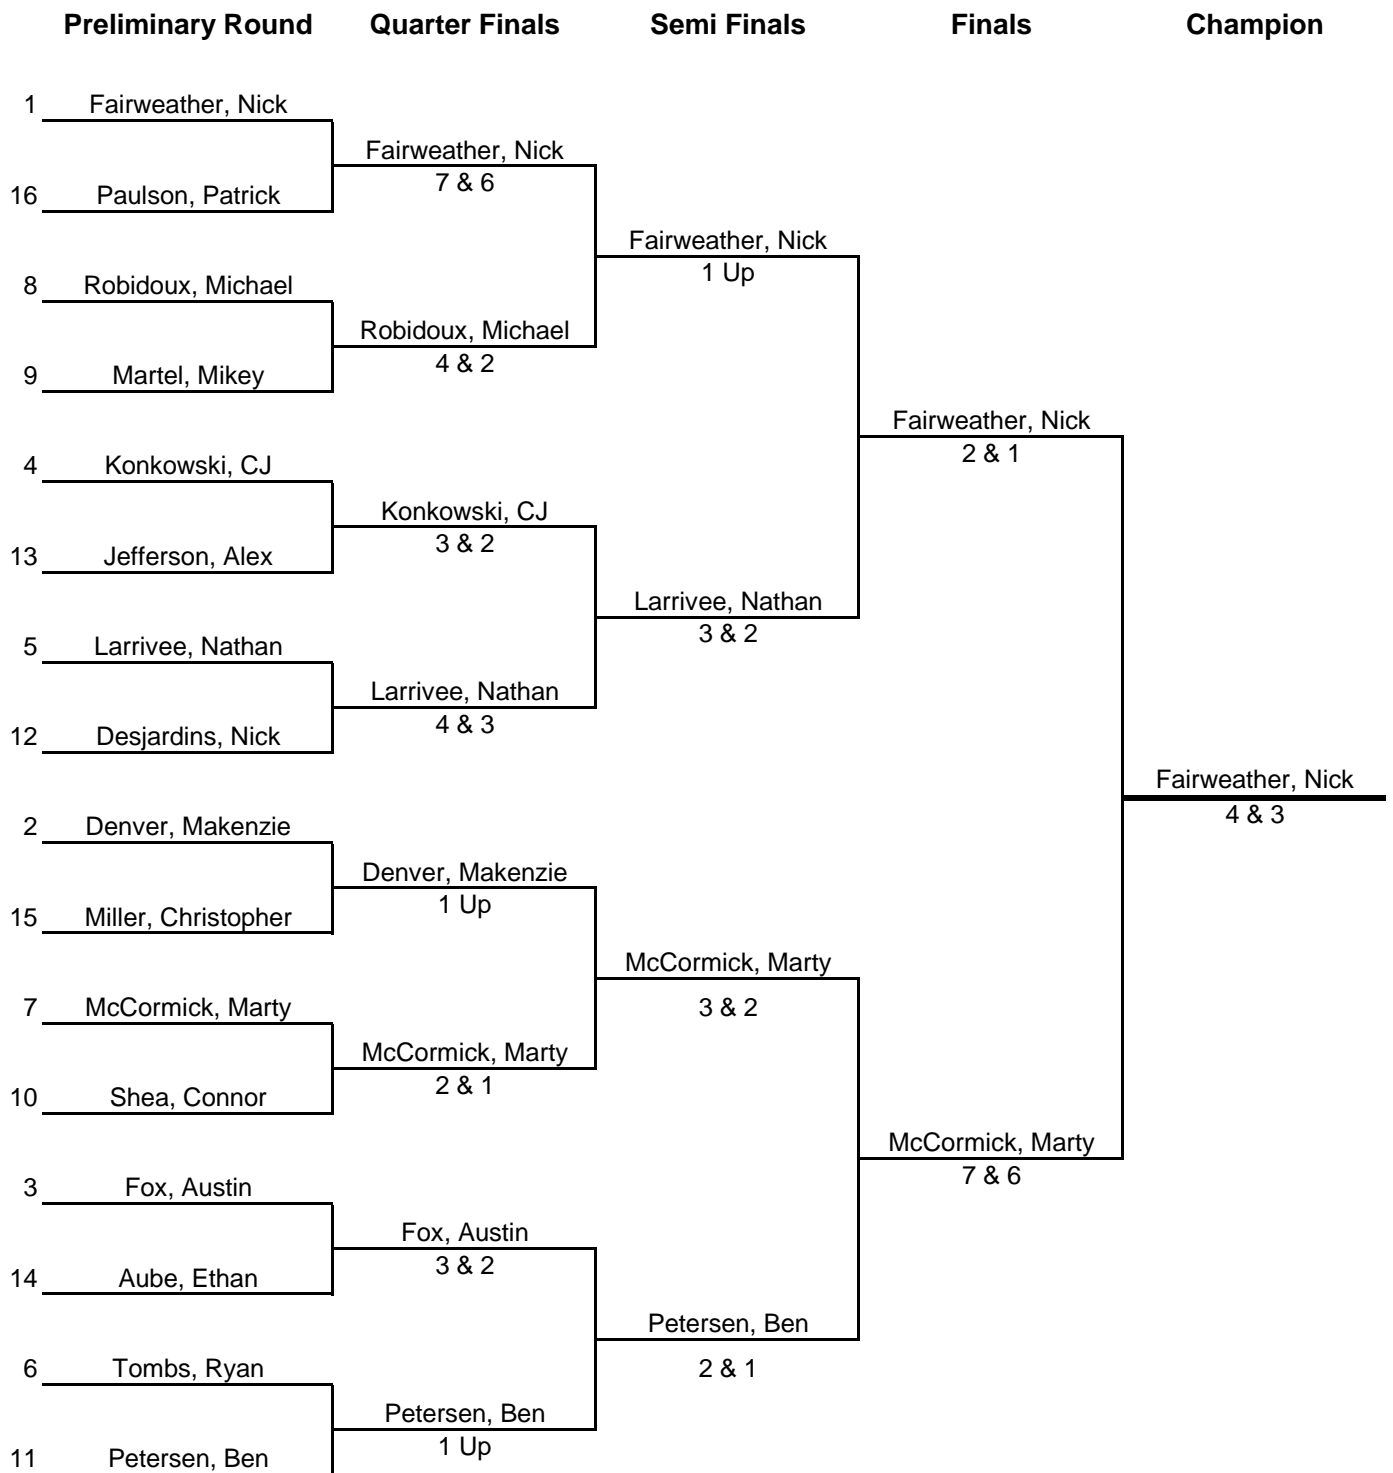 Preliminary Round Quarter Finals Semi Finals Finals Champion
1 Fairweather, Nick
Fairweather, Nick
7 & 6
16 Paulson, Patrick
Fairweather, Nick
1 Up
8 Robidoux, Michael
Robidoux, Michael
4 & 2
9 Martel, Mikey
Fairweather, Nick
2 & 1
4 Konkowski, CJ
Konkowski, CJ
3 & 2
13 Jefferson, Alex
Larrivee, Nathan
3 & 2
5 Larrivee, Nathan
Larrivee, Nathan
4 & 3
12 Desjardins, Nick
Fairweather, Nick
4 & 3
2 Denver, Makenzie
Denver, Makenzie
1 Up
15 Miller, Christopher
McCormick, Marty
3 & 2
7 McCormick, Marty
McCormick, Marty
2 & 1
10 Shea, Connor
McCormick, Marty
7 & 6
3 Fox, Austin
Fox, Austin
3 & 2
14 Aube, Ethan
Petersen, Ben
2 & 1
6 Tombs, Ryan
Petersen, Ben
1 Up
11 Petersen, Ben